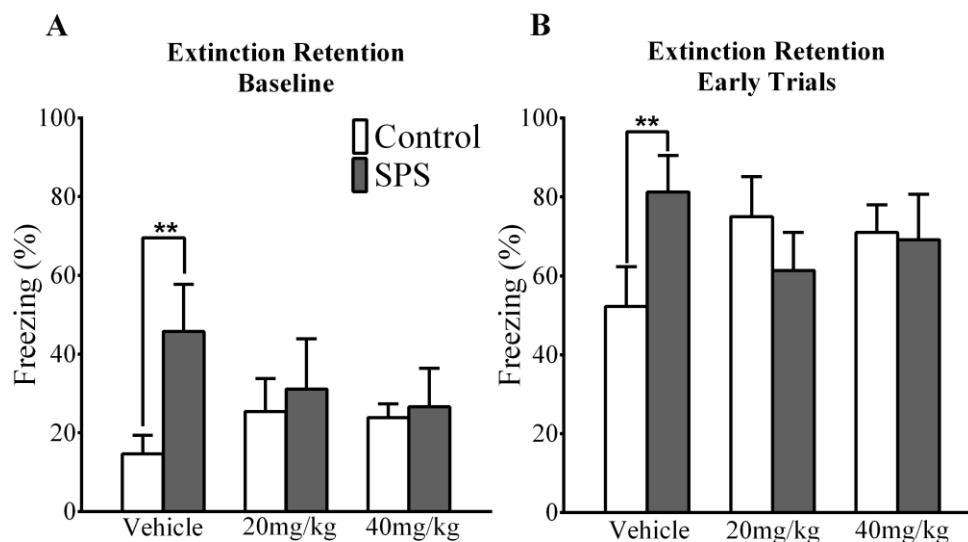 A
Extinction Retention
Baseline
Freezing (%)
100
80
60
40
20
0
Control
SPS
**
Vehicle
20mg/kg
40mg/kg
B
Extinction Retention
Early Trials
Freezing (%)
100
80
60
40
20
0
**
Vehicle
20mg/kg
40mg/kg